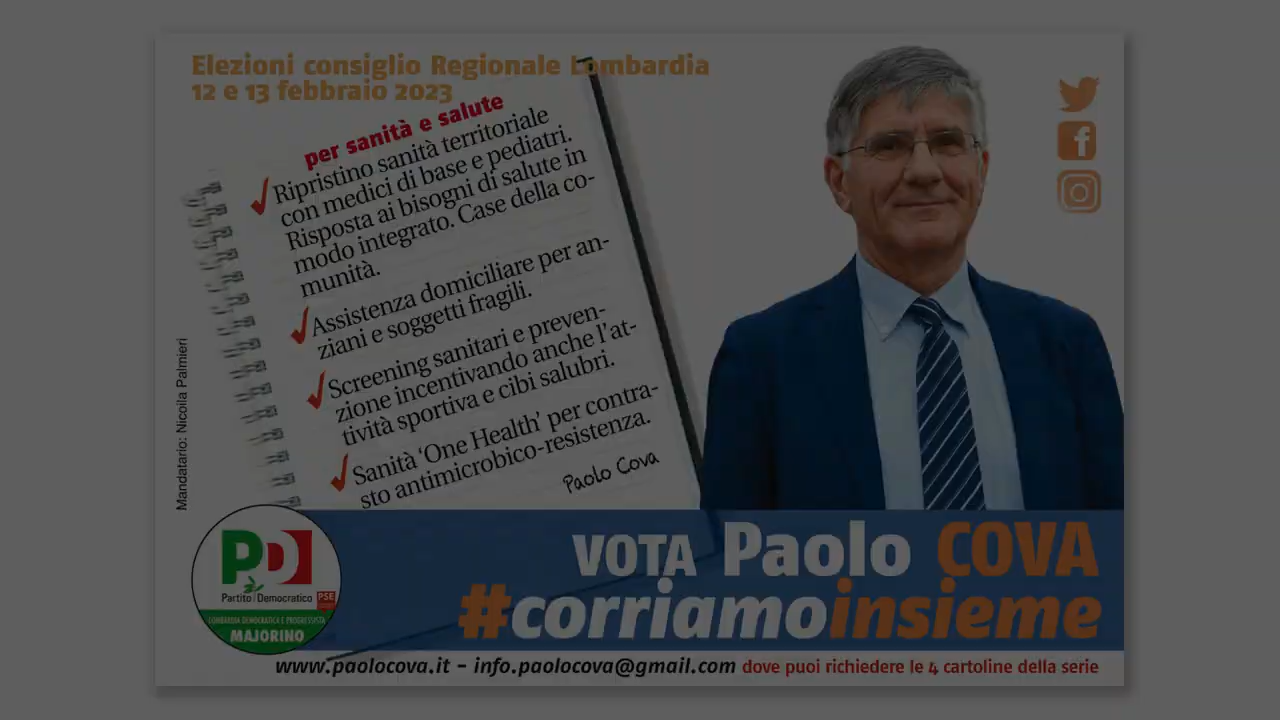 Elezioni consiglio Regionale Lombardia
12 e 13 febbraio 2023
per sanità e salute
Ripristino sanità territoriale
con medici di base e pediatri.
Risposta ai bisogni di salute in
modo integrato. Case della co-
munità.
Assistenza domiciliare per an-
ziani e soggetti fragili.
Screening sanitari e preven-
zione incentivando anche l'at-
tività sportiva e cibi salubri.
Sanità 'One Health' per contra-
sto antimicrobico-resistenza.
Paolo Cova
Mandatario: Nicoila Palmieri
PD
Partito Democratico
PSE
LOMBARDIA DEMOCRATICA E PROGRESSISTA
MAJORINO
VOTA Paolo COVA
#corriamoinsieme
www.paolocova.it - info.paolocova@gmail.com dove puoi richiedere le 4 cartoline della serie